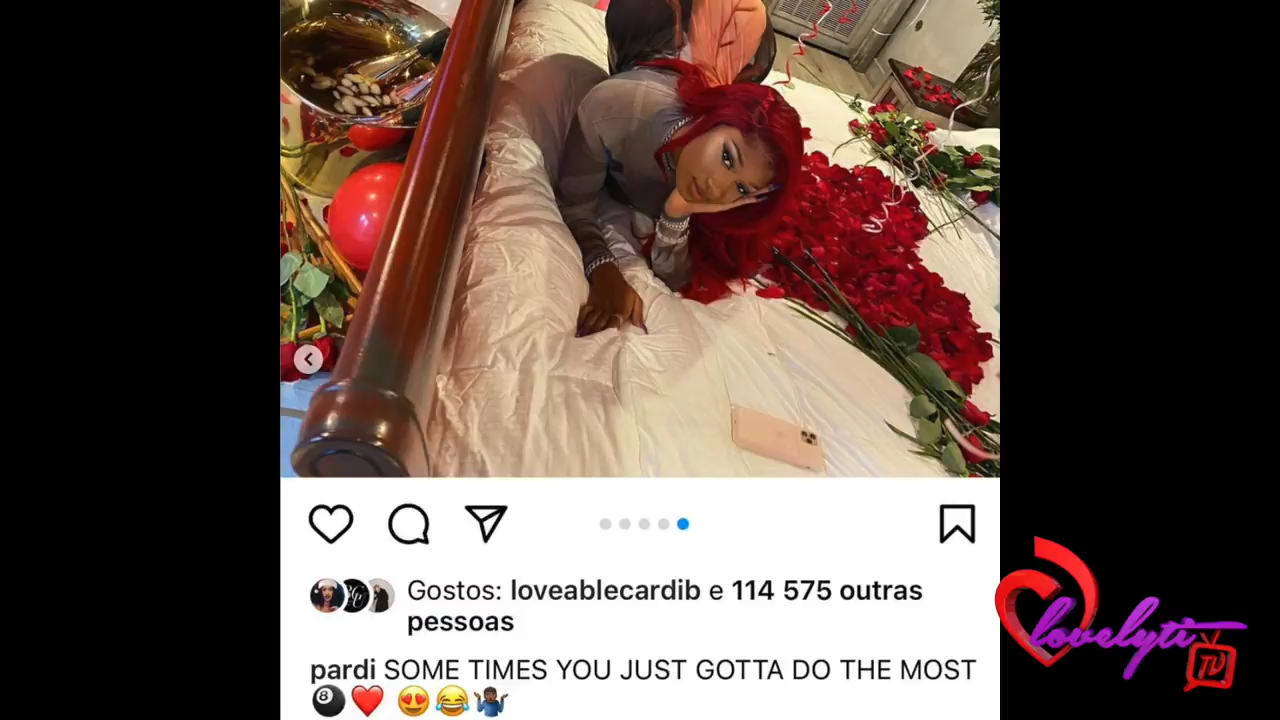 Gostos: loveablecardib e 114 575 outras
pessoas
pardi SOME TIMES YOU JUST GOTTA DO THE MOST
🎱❤️ 😍😂🤷🏾‍♂️
lovelyti
TV